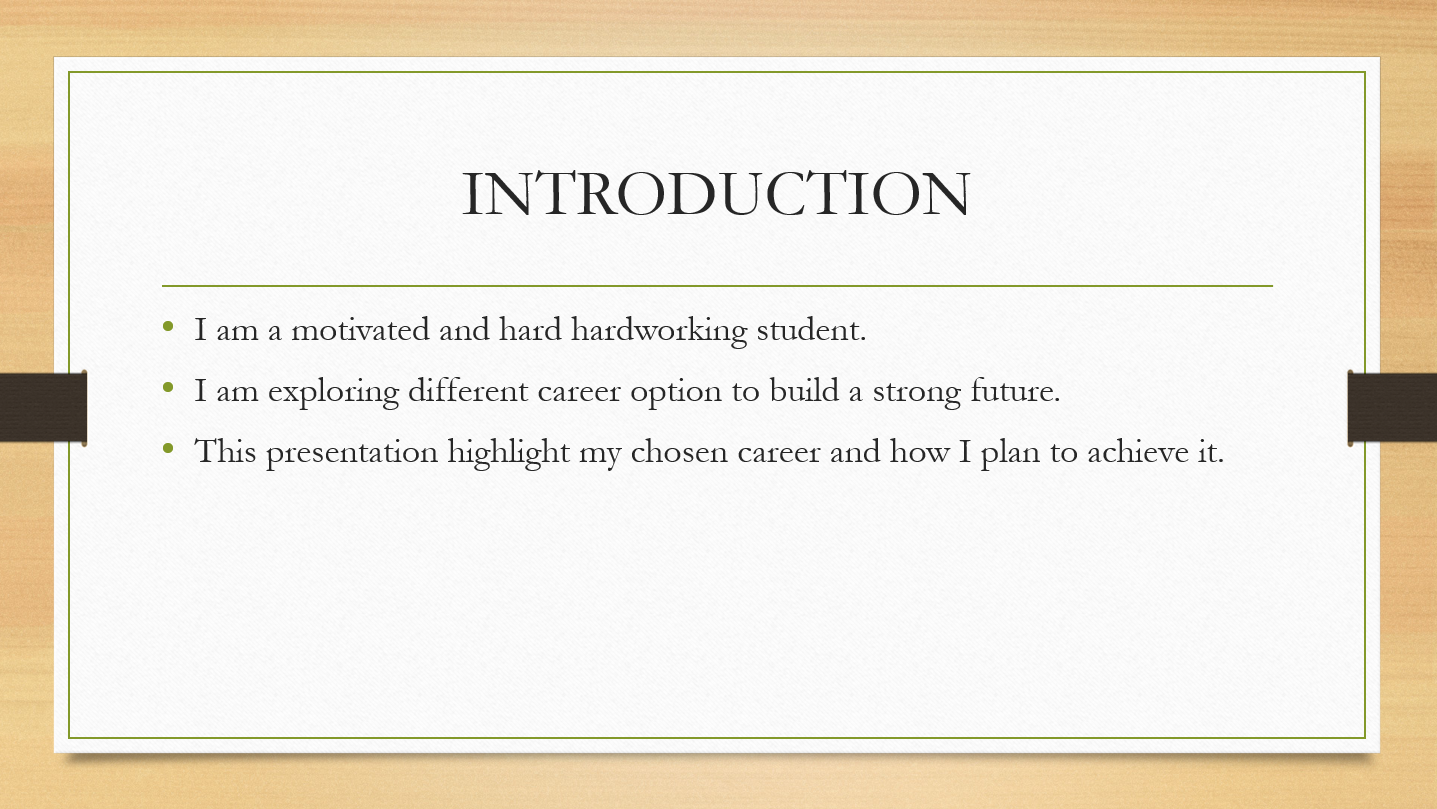 INTRODUCTION
• I am a motivated and hard hardworking student.
• I am exploring different career option to build a strong future.
• This presentation highlight my chosen career and how I plan to achieve it.